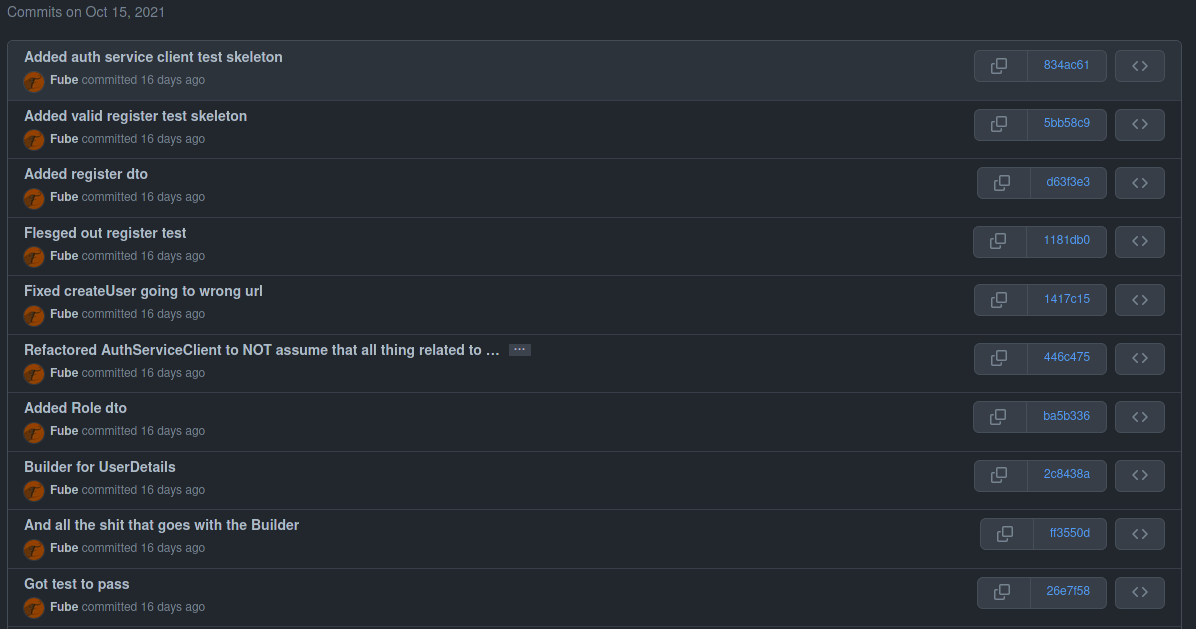 Commits on Oct 15, 2021
Added auth service client test skeleton
834ac61
Fube committed 16 days ago
Added valid register test skeleton
5bb58c9
Fube committed 16 days ago
Added register dto
d63f3e3
Fube committed 16 days ago
Flesged out register test
1181db0
Fube committed 16 days ago
Fixed createUser going to wrong url
1417c15
Fube committed 16 days ago
Refactored AuthServiceClient to NOT assume that all thing related to …
446c475
Fube committed 16 days ago
Added Role dto
ba5b336
Fube committed 16 days ago
Builder for UserDetails
2c8438a
Fube committed 16 days ago
And all the shit that goes with the Builder
ff3550d
Fube committed 16 days ago
Got test to pass
26e7f58
Fube committed 16 days ago